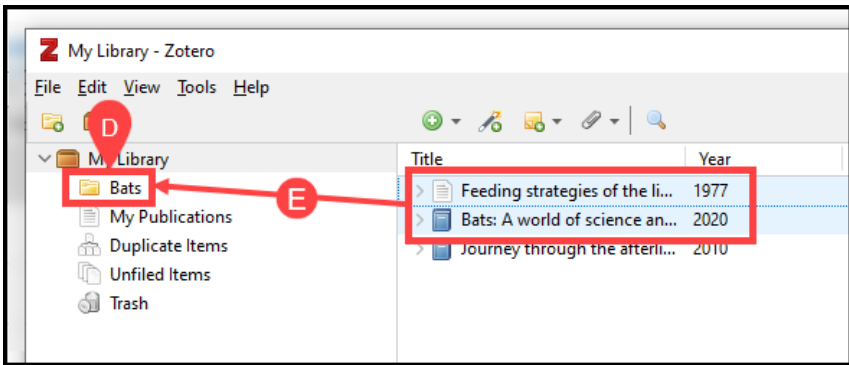 Z My Library - Zotero
File Edit View Tools Help
D
My Library
Title Year
Bats
E
Feeding strategies of the li... 1977
My Publications
Bats: A world of science an... 2020
Duplicate Items
Journey through the afterli... 2010
Unfiled Items
Trash